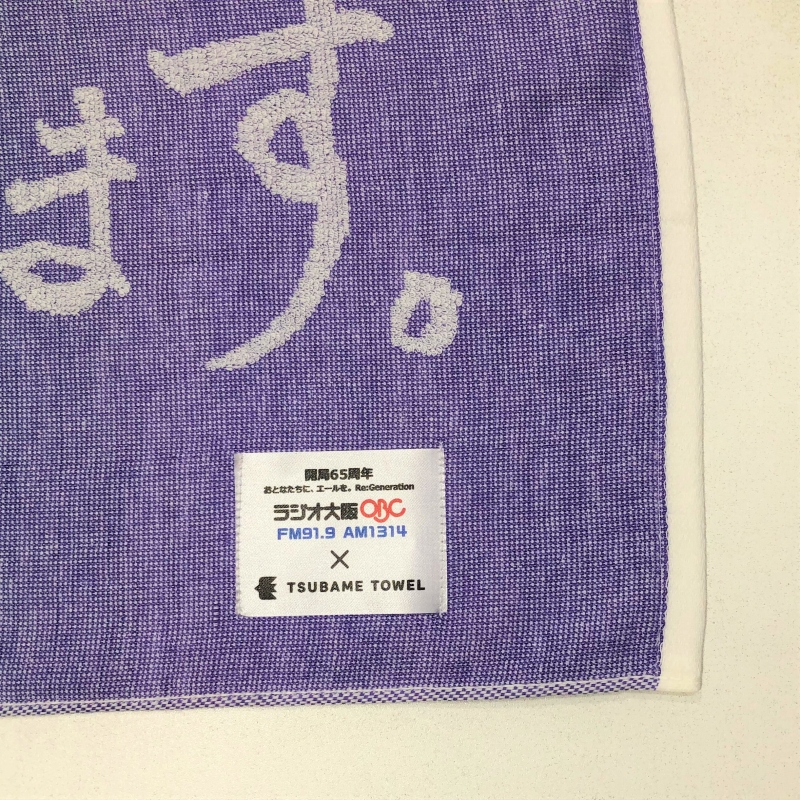 ます。
開局65周年
おとなたちに、エールを。Re:Generation
ラジオ大阪 OBC
FM91.9 AM1314
×
TSUBAME TOWEL